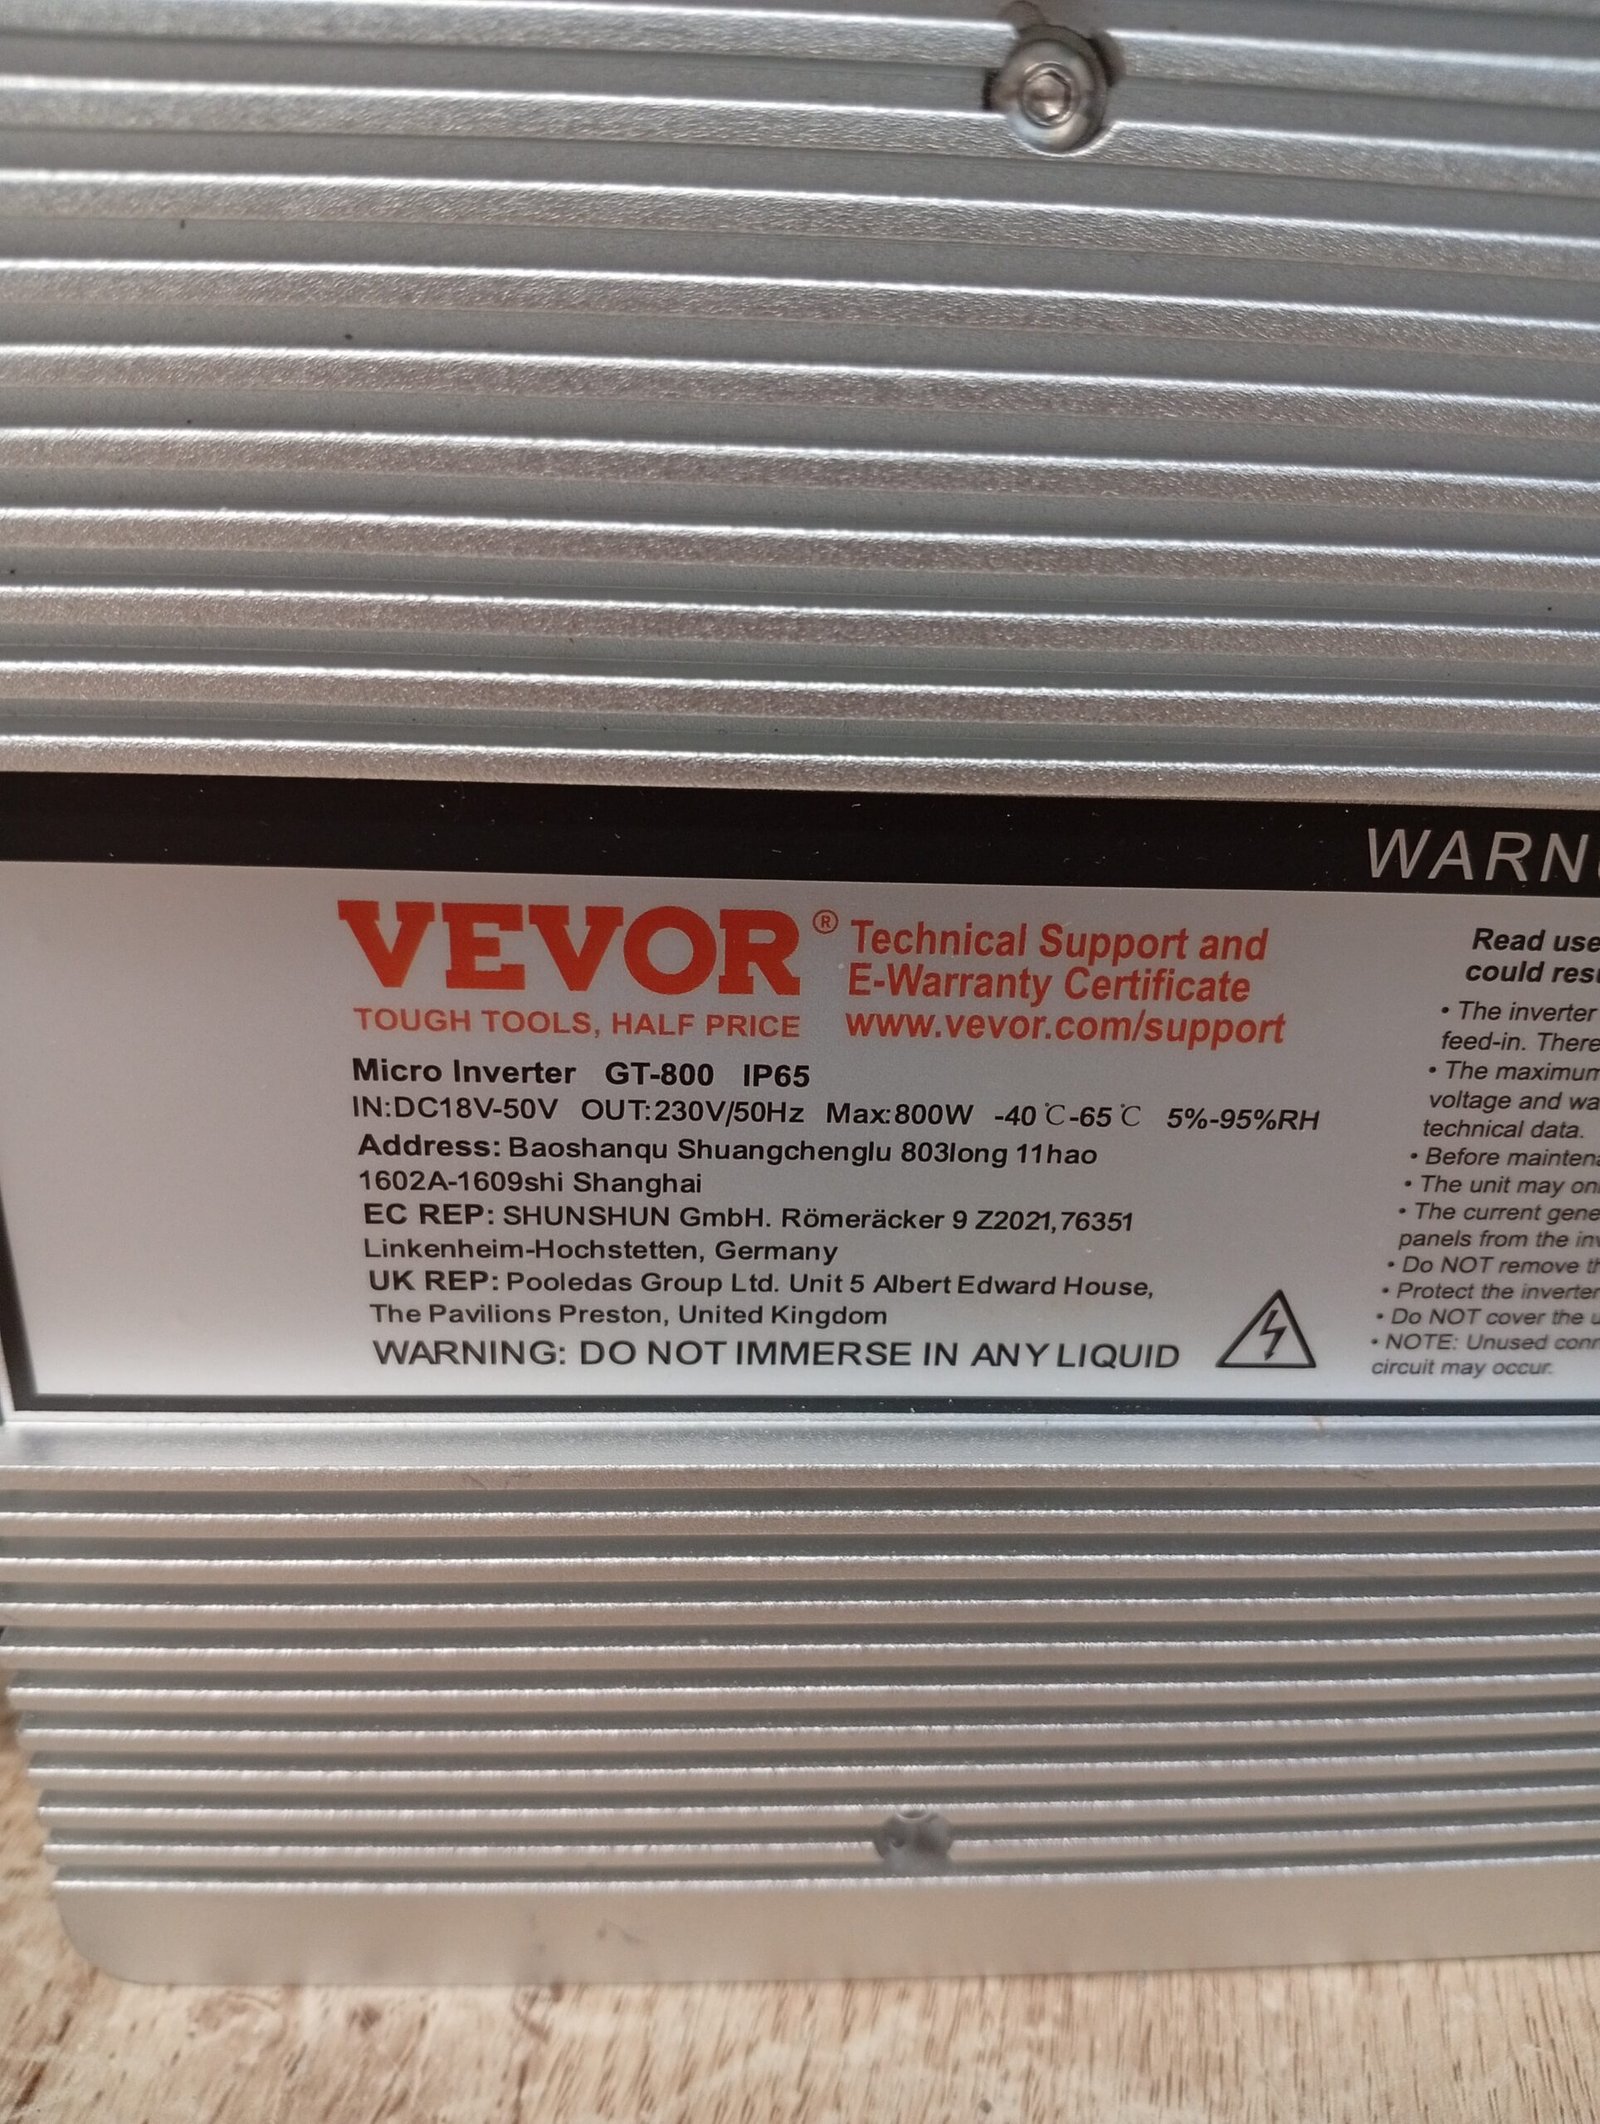 WARN
VEVOR®
TOUGH TOOLS, HALF PRICE
Technical Support and
E-Warranty Certificate
www.vevor.com/support
Micro Inverter GT-800 IP65
IN:DC18V-50V OUT:230V/50Hz Max:800W -40℃-65℃ 5%-95%RH
Address: Baoshanqu Shuangchenglu 803long 11hao
1602A-1609shi Shanghai
EC REP: SHUNSHUN GmbH. Römeräcker 9 Z2021,76351
Linkenheim-Hochstetten, Germany
UK REP: Pooledas Group Ltd. Unit 5 Albert Edward House,
The Pavilions Preston, United Kingdom
WARNING: DO NOT IMMERSE IN ANY LIQUID
Read use
could resu
• The inverter
feed-in. There
• The maximum
voltage and wa
technical data.
• Before maintena
• The unit may on
• The current gene
panels from the inv
• Do NOT remove th
• Protect the inverter
• Do NOT cover the u
• NOTE: Unused conn
circuit may occur.